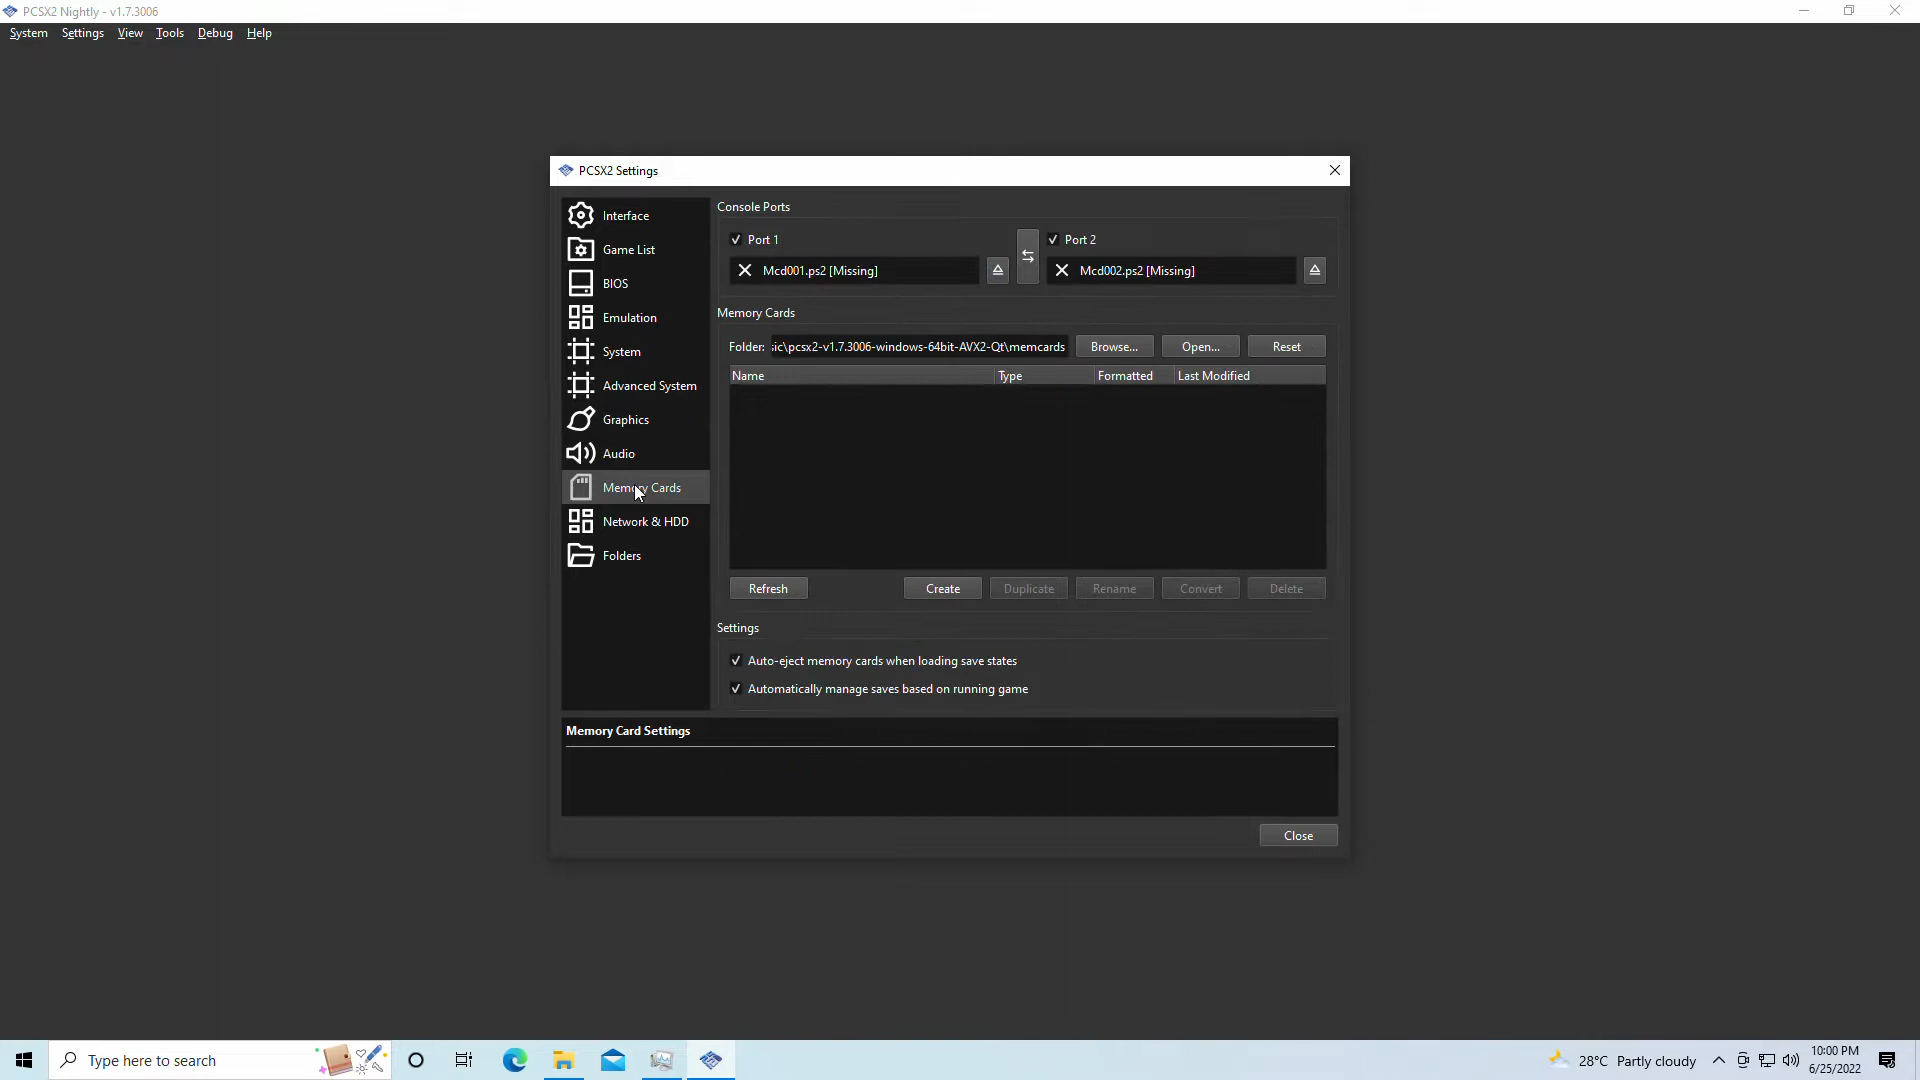 PCSX2 Nightly - v1.7.3006
System Settings View Tools Debug Help
PCSX2 Settings
Interface
Game List
BIOS
Emulation
System
Advanced System
Graphics
Audio
Memory Cards
Network & HDD
Folders
Console Ports
Port 1
Port 2
Mcd001.ps2 [Missing]
Mcd002.ps2 [Missing]
Memory Cards
Folder: sic\pcsx2-v1.7.3006-windows-64bit-AVX2-Qt\memcards Browse... Open... Reset
Name Type Formatted Last Modified
Refresh Create Duplicate Rename Convert Delete
Settings
Auto-eject memory cards when loading save states
Automatically manage saves based on running game
Memory Card Settings
Close
Type here to search
28°C Partly cloudy
10:00 PM
6/25/2022